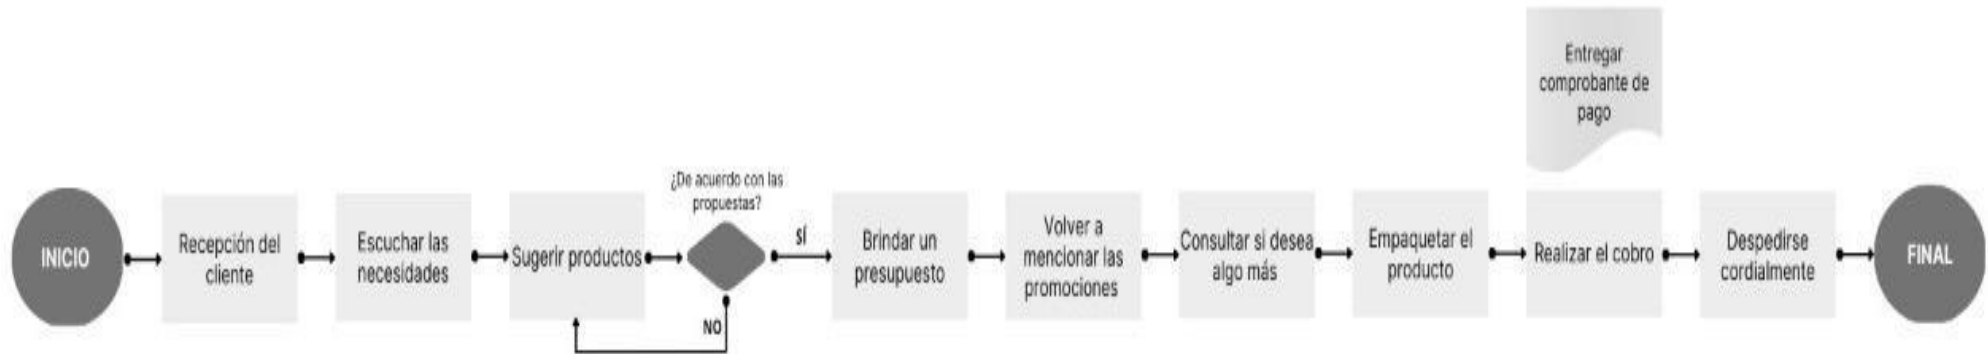 INICIO
Recepción del
cliente
Escuchar las
necesidades
Sugerir productos
¿De acuerdo con las
propuestas?
SÍ
NO
Brindar un
presupuesto
Volver a
mencionar las
promociones
Consultar si desea
algo más
Empaquetar el
producto
Entregar
comprobante de
pago
Realizar el cobro
Despedirse
cordialmente
FINAL